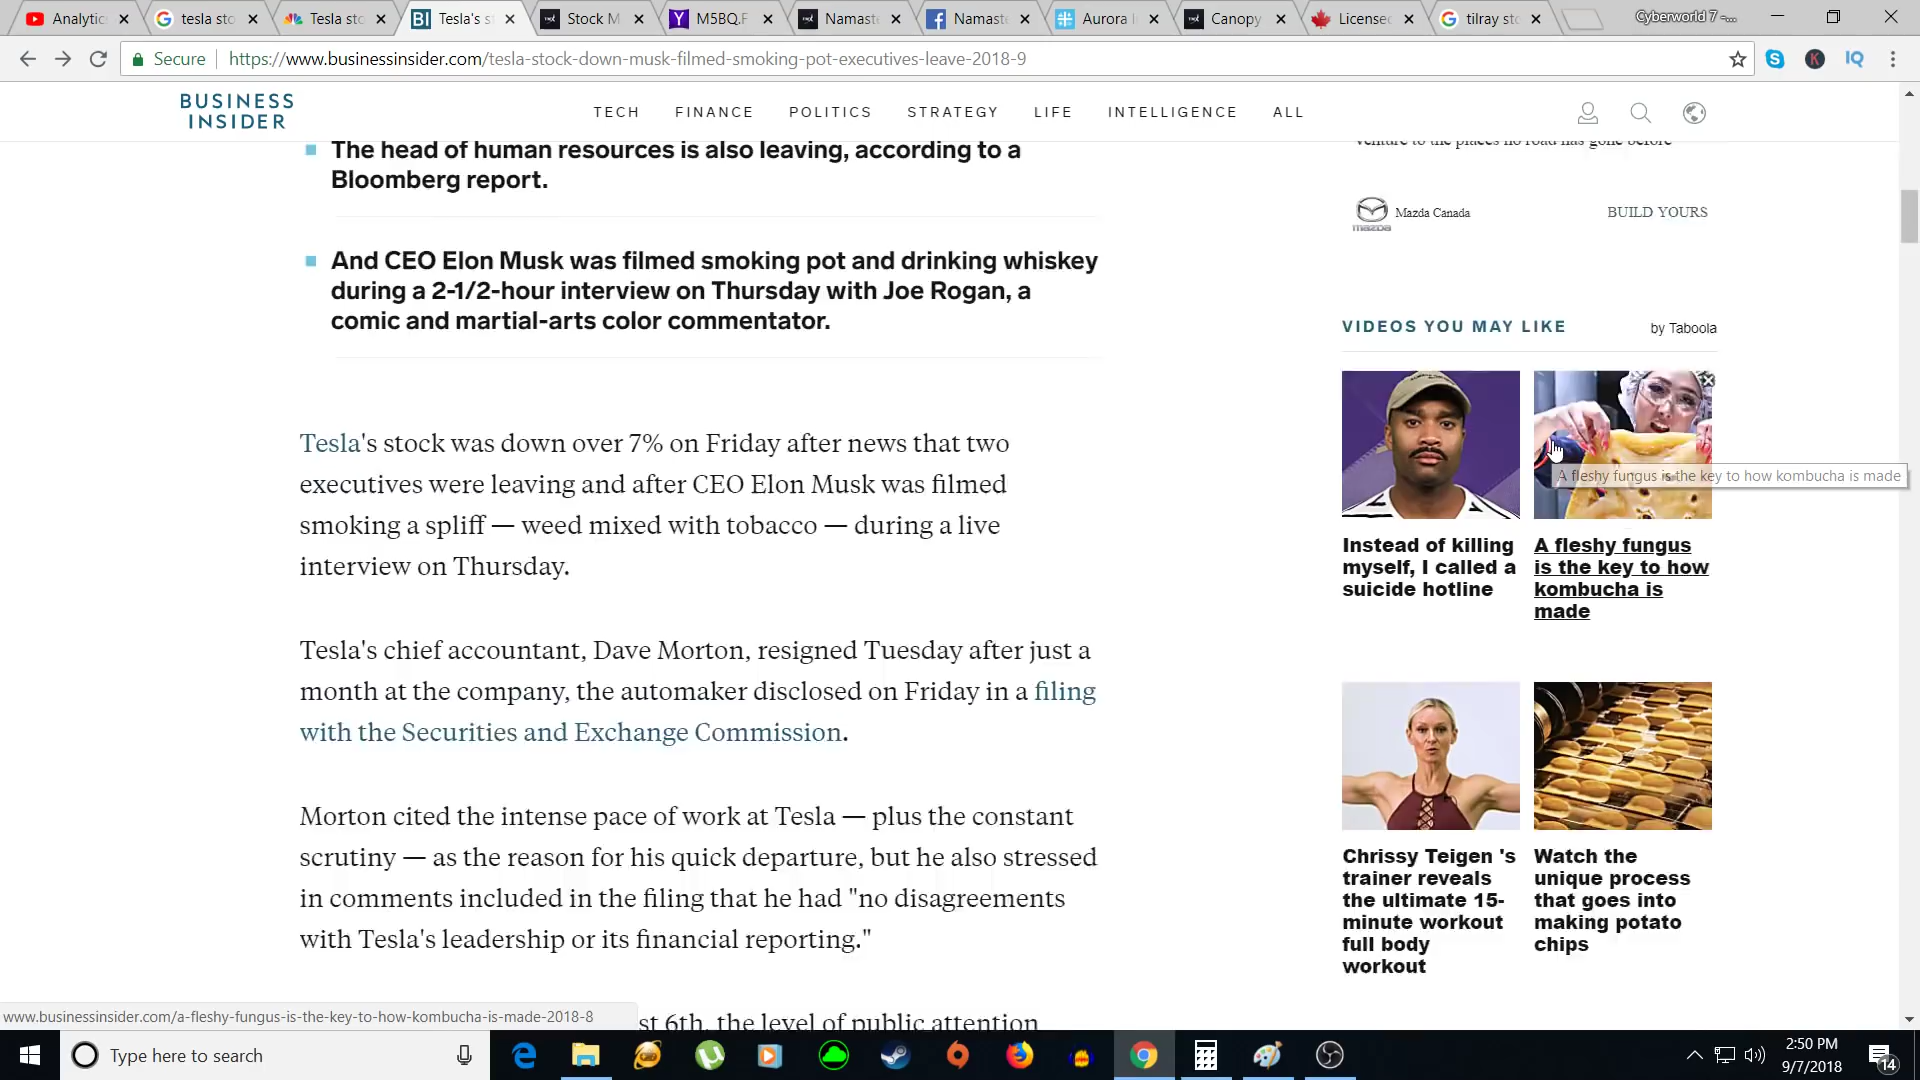 Analytic
tesla sto
Tesla sto
BI
Tesla's s
Stock M
M5BQ.F
Namaste
Namast
Aurora I
Canopy
License
tilray sto
Cyberworld 7 -...
Secure
https://www.businessinsider.com/tesla-stock-down-musk-filmed-smoking-pot-executives-leave-2018-9
IQ
BUSINESS
INSIDER
TECH FINANCE POLITICS STRATEGY LIFE INTELLIGENCE ALL
The head of human resources is also leaving, according to a
Bloomberg report.
And CEO Elon Musk was filmed smoking pot and drinking whiskey
during a 2-1/2-hour interview on Thursday with Joe Rogan, a
comic and martial-arts color commentator.
Tesla's stock was down over 7% on Friday after news that two
executives were leaving and after CEO Elon Musk was filmed
smoking a spliff — weed mixed with tobacco — during a live
interview on Thursday.
Tesla's chief accountant, Dave Morton, resigned Tuesday after just a
month at the company, the automaker disclosed on Friday in a filing
with the Securities and Exchange Commission.
Morton cited the intense pace of work at Tesla — plus the constant
scrutiny — as the reason for his quick departure, but he also stressed
in comments included in the filing that he had "no disagreements
with Tesla's leadership or its financial reporting."
st 6th, the level of public attention
venture to the places no road has gone before
mazda
Mazda Canada
BUILD YOURS
VIDEOS YOU MAY LIKE
by Taboola
A fleshy fungus is the key to how kombucha is made
Instead of killing
myself, I called a
suicide hotline
A fleshy fungus
is the key to how
kombucha is
made
Chrissy Teigen 's
trainer reveals
the ultimate 15-
minute workout
full body
workout
Watch the
unique process
that goes into
making potato
chips
www.businessinsider.com/a-fleshy-fungus-is-the-key-to-how-kombucha-is-made-2018-8
Type here to search
2:50 PM
9/7/2018
14